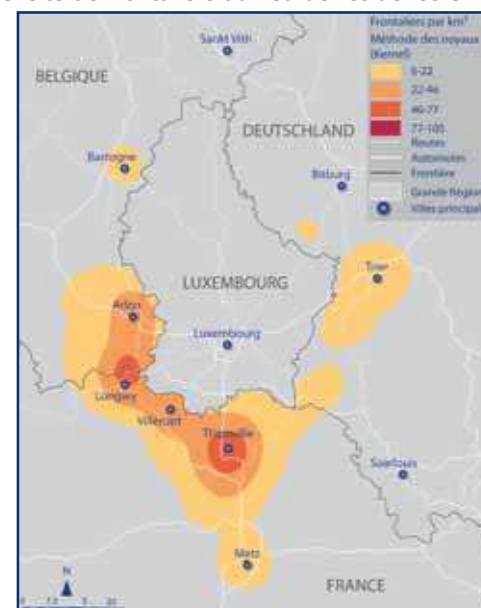 Frontaliers par km²
Méthode des noyaux
(Kernel)
6-22
22-46
46-77
77-105
Routes
Autoroutes
Frontière
Grande Région
Villes principal
Sankt Vith
BELGIQUE
DEUTSCHLAND
Bastogne
Bitburg
Trier
LUXEMBOURG
Arlon
Luxembourg
Longwy
Villerupt
Thionville
Saarlouis
Metz
N
FRANCE